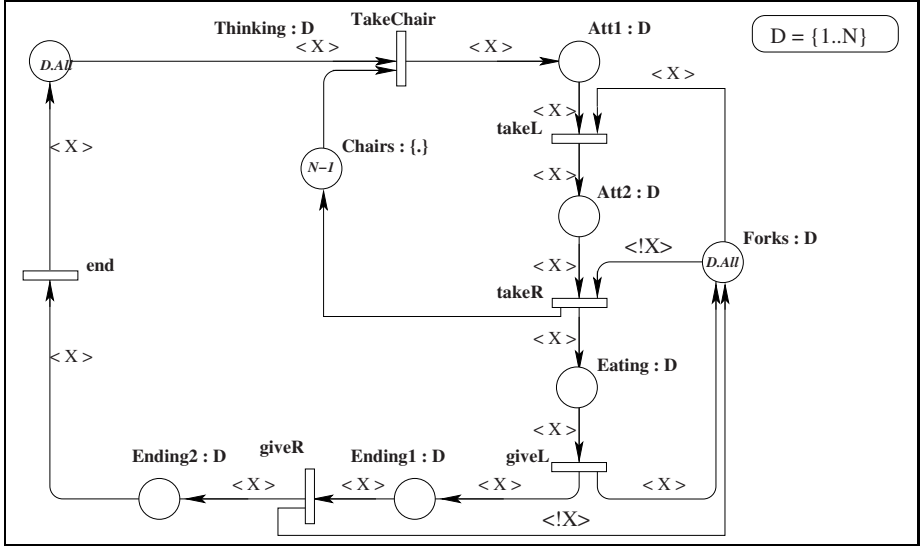 Thinking : D
TakeChair
Att1 : D
D = {1..N}
< X >
< X >
< X >
D.All
< X >
takeL
< X >
Chairs : {.}
N−1
< X >
Att2 : D
<!X>
Forks : D
D.All
end
< X >
takeR
< X >
< X >
Eating : D
< X >
giveR
giveL
Ending2 : D
Ending1 : D
< X >
< X >
< X >
< X >
<!X>